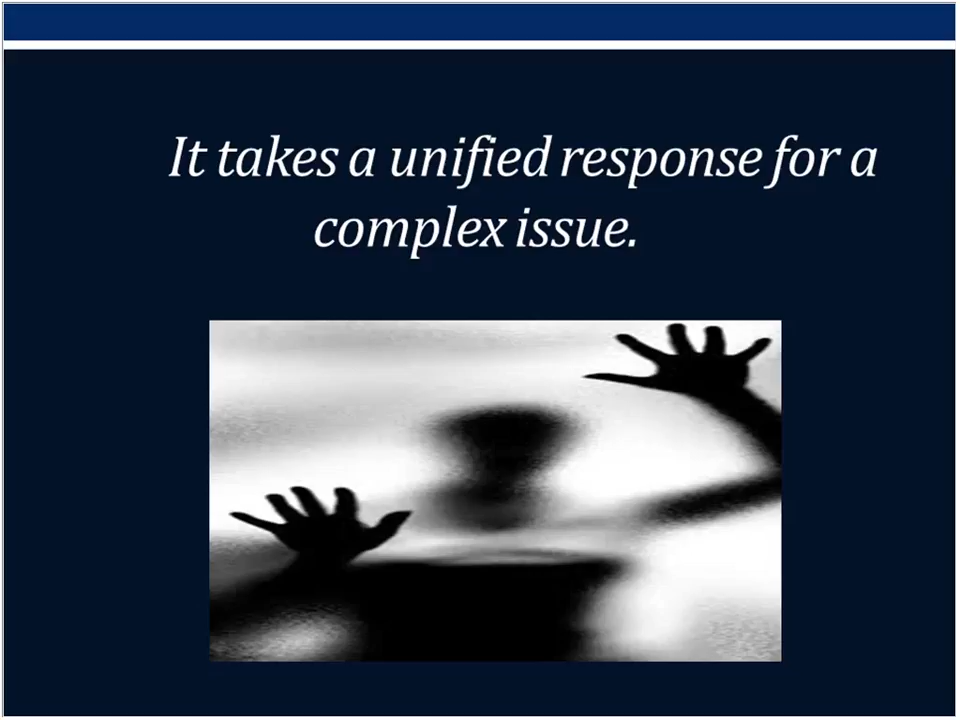 It takes a unified response for a
complex issue.